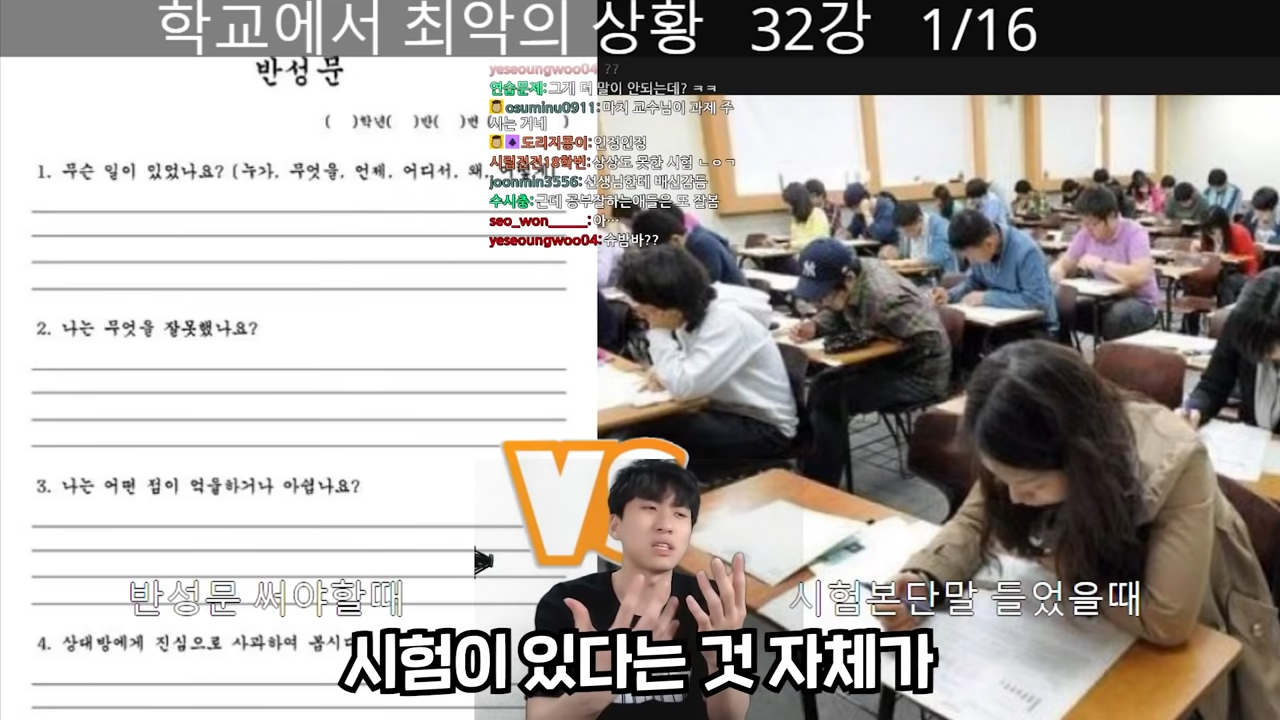 학교에서 최악의 상황 32강 1/16
반성문
( )학년( )반( )번 ( )
1. 무슨 일이 있었나요? (누가, 무엇을, 언제, 어디서, 왜,
2. 나는 무엇을 잘못했나요?
3. 나는 어떤 점이 억울하거나 아쉽나요?
4. 상대방에게 진심으로 사과하여 봅시다
yeseoungwoo04 ??
연습문제: 그게 더 말이 안되는데? ㅋㅋ
osuminu0911: 마치 교수님이 과제 주
시는 거네
도리지롱이: 인정인정
시립전전18학번: 상상도 못한 시험 ㄴㅇㄱ
joonmin3556: 선생님한테 배신감듬
수시충: 근데 공부잘하는애들은 또 잘봄
seo_won_____: 아…
yeseoungwoo04: 슈밤바??
VS
반성문 써야할때
시험본단말 들었을때
시험이 있다는 것 자체가